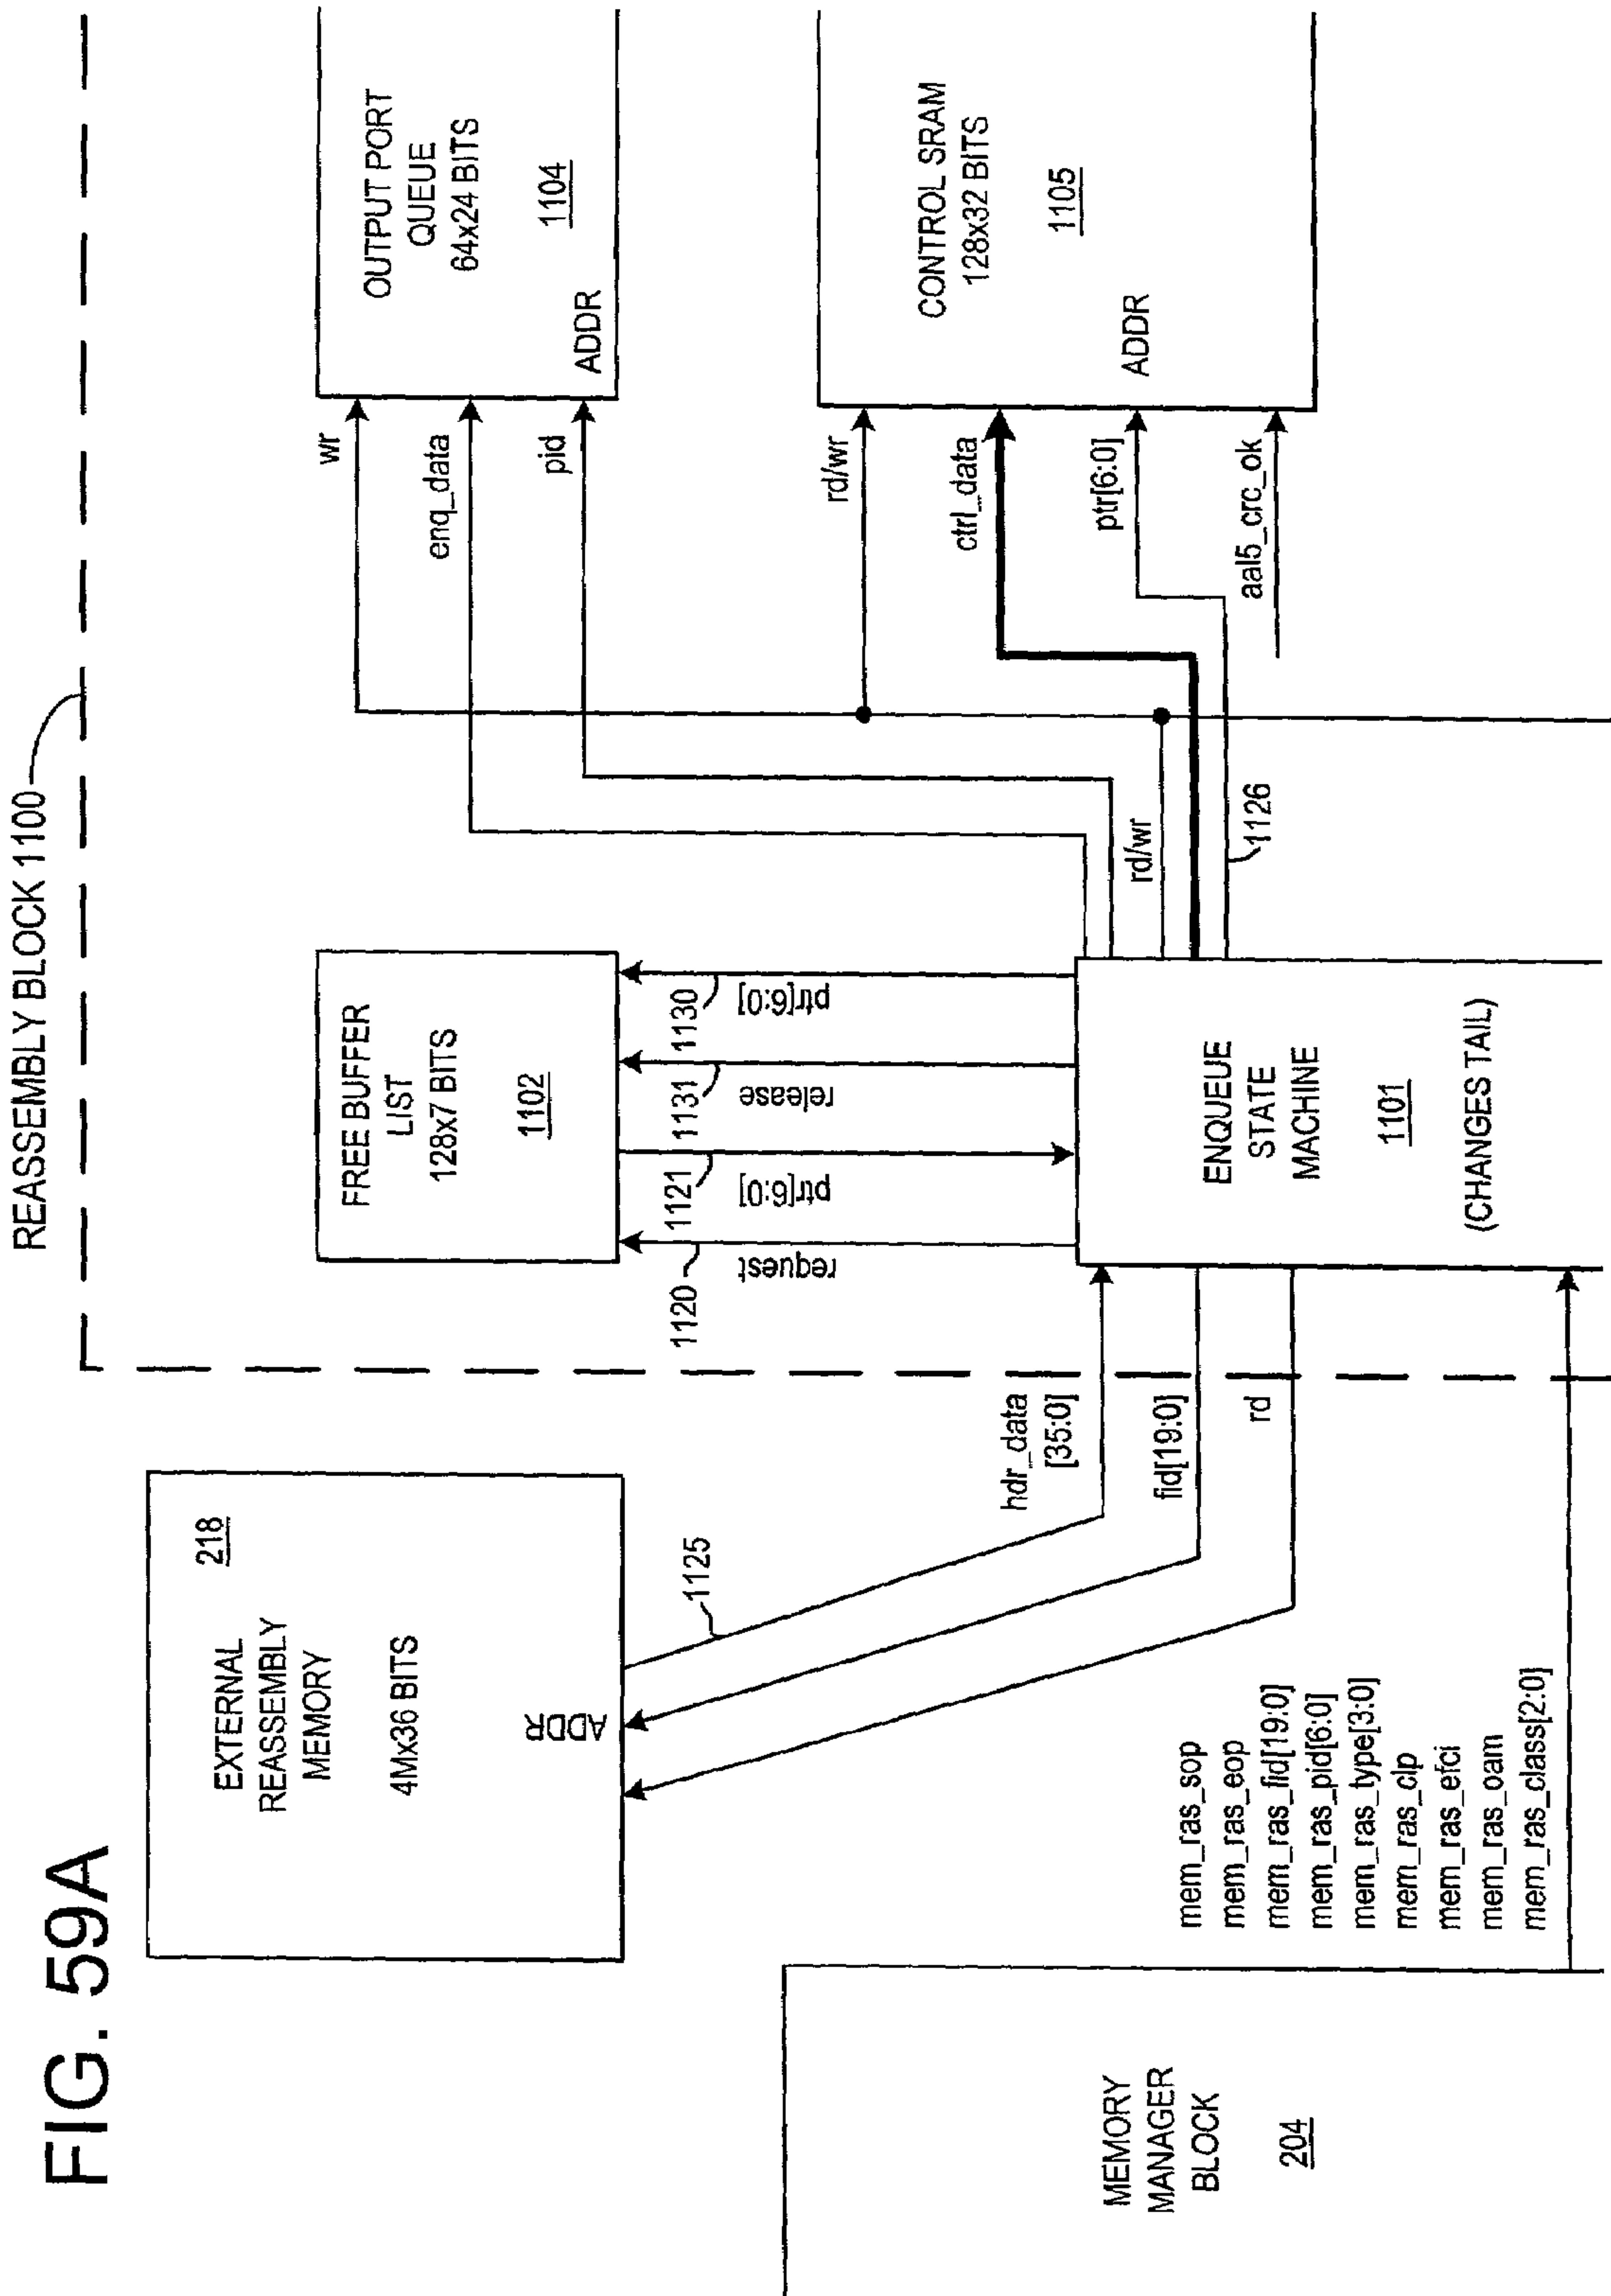 FIG. 59A
REASSEMBLY BLOCK 1100
EXTERNAL
REASSEMBLY
MEMORY
218
4Mx36 BITS
ADDR
1125
hdr_data
[35:0]
fid[19:0]
rd
MEMORY
MANAGER
BLOCK
204
mem_ras_sop
mem_ras_eop
mem_ras_fid[19:0]
mem_ras_pid[6:0]
mem_ras_type[3:0]
mem_ras_clp
mem_ras_efci
mem_ras_oam
mem_ras_class[2:0]
FREE BUFFER
LIST
128x7 BITS
1102
1120
request
1121
ptr[6:0]
1131
release
1130
ptr[6:0]
ENQUEUE
STATE
MACHINE
1101
(CHANGES TAIL)
rd/wr
1126
wr
enq_data
pid
OUTPUT PORT
QUEUE
64x24 BITS
1104
ADDR
rd/wr
ctrl_data
ptr[6:0]
aal5_crc_ok
CONTROL SRAM
128x32 BITS
1105
ADDR